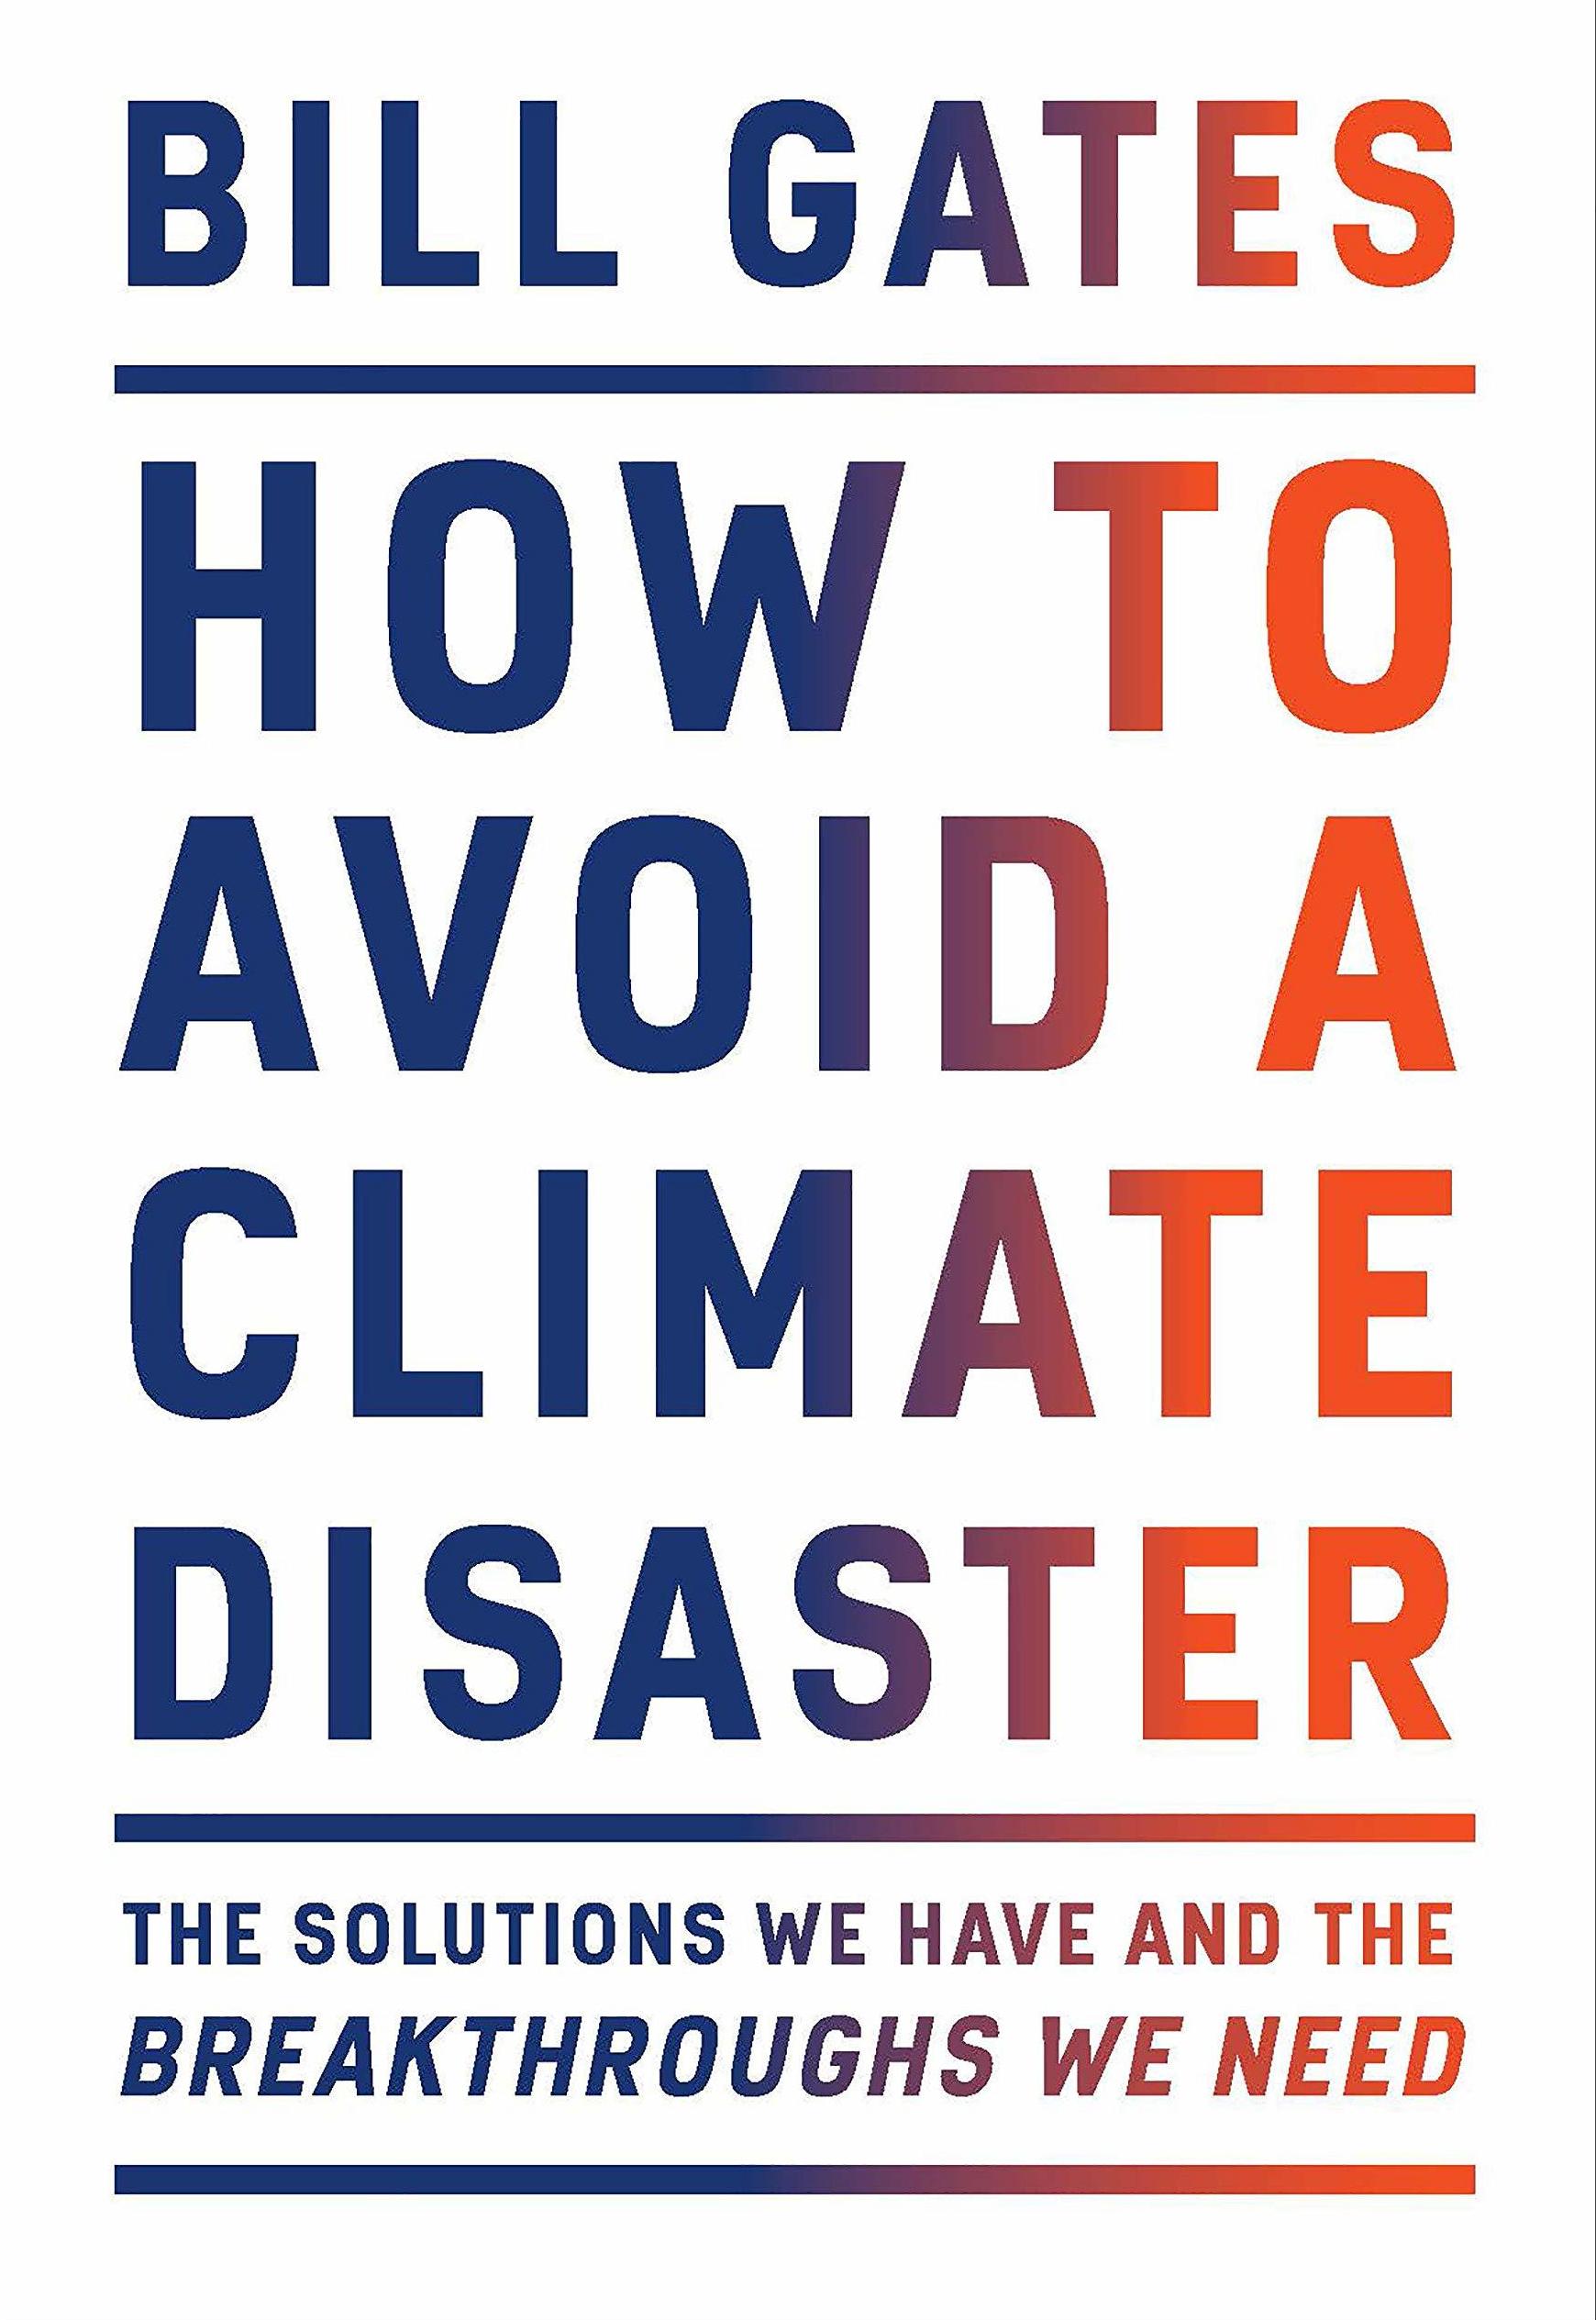 BILL GATES
HOW TO
AVOID A
CLIMATE
DISASTER
THE SOLUTIONS WE HAVE AND THE
BREAKTHROUGHS WE NEED